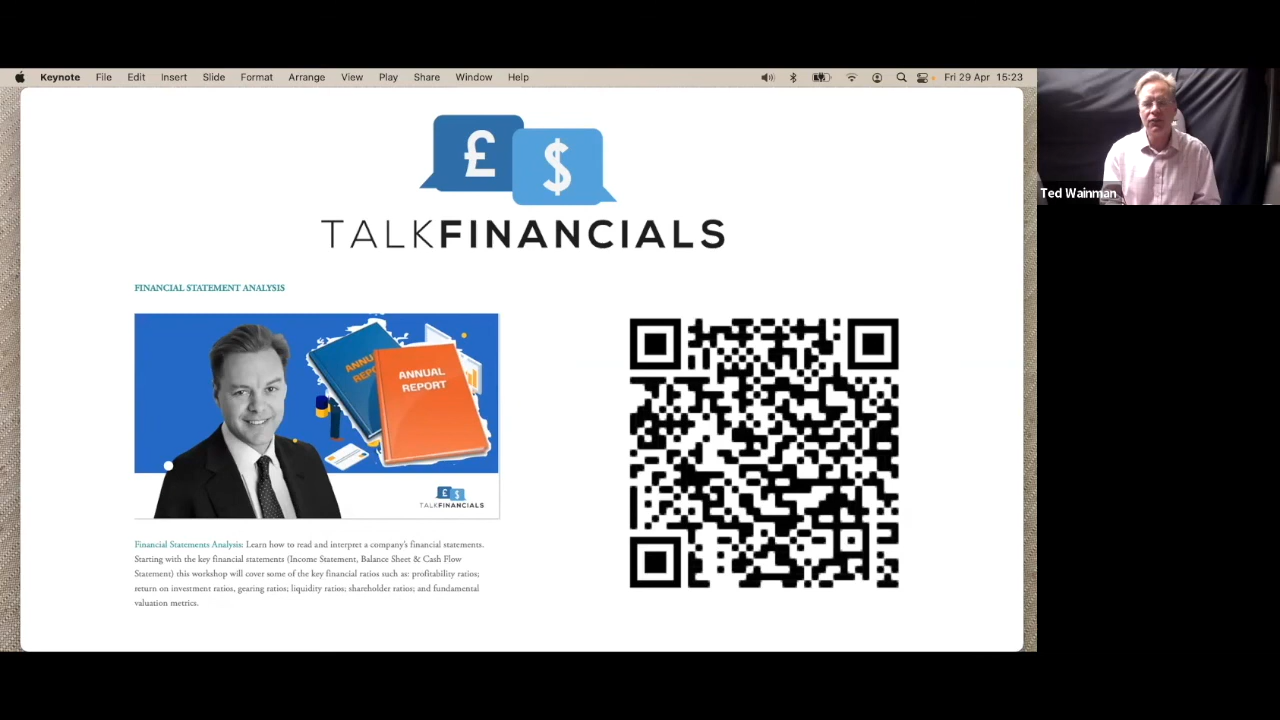 Keynote File Edit Insert Slide Format Arrange View Play Share Window Help Fri 29 Apr 15:23
Ted Wainman
£ $
TALKFINANCIALS
FINANCIAL STATEMENT ANALYSIS
ANNUAL
REPORT
£ $
TALKFINANCIALS
Financial Statements Analysis: Learn how to read and interpret a company's financial statements.
Starting with the key financial statements (Income Statement, Balance Sheet & Cash Flow
Statement) this workshop will cover some of the key financial ratios such as: profitability ratios;
return on investment ratios, gearing ratios; liquidity ratios; shareholder ratios; and fundamental
valuation metrics.